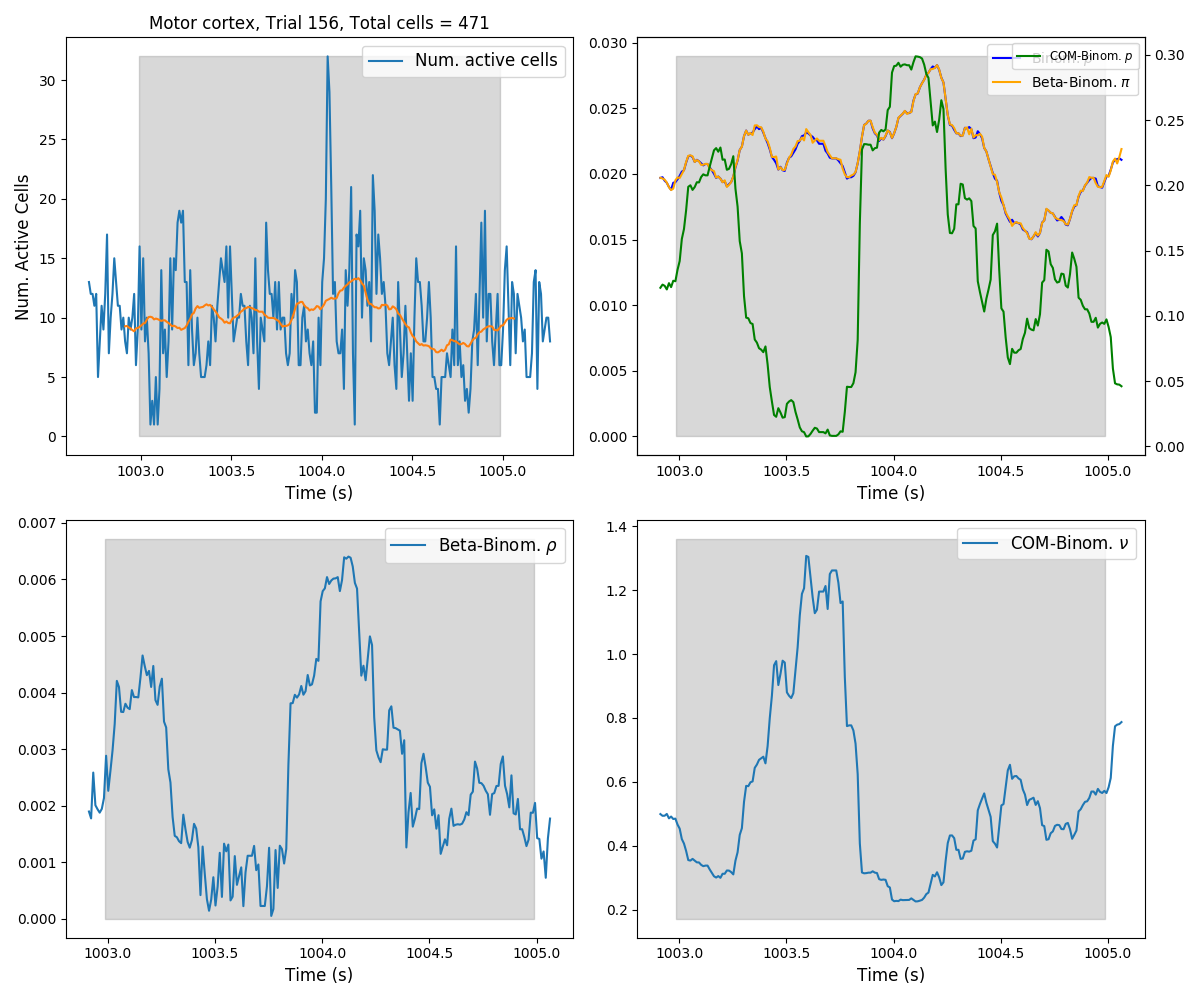 Motor cortex, Trial 156, Total cells = 471
Num. active cells
Num. Active Cells
30
25
20
15
10
5
0
1003.0 1003.5 1004.0 1004.5 1005.0
Time (s)
COM-Binom. p
Beta-Binom. π
0.030
0.025
0.020
0.015
0.010
0.005
0.000
0.30
0.25
0.20
0.15
0.10
0.05
0.00
1003.0 1003.5 1004.0 1004.5 1005.0
Time (s)
Beta-Binom. ρ
0.007
0.006
0.005
0.004
0.003
0.002
0.001
0.000
1003.0 1003.5 1004.0 1004.5 1005.0
Time (s)
COM-Binom. ν
1.4
1.2
1.0
0.8
0.6
0.4
0.2
1003.0 1003.5 1004.0 1004.5 1005.0
Time (s)